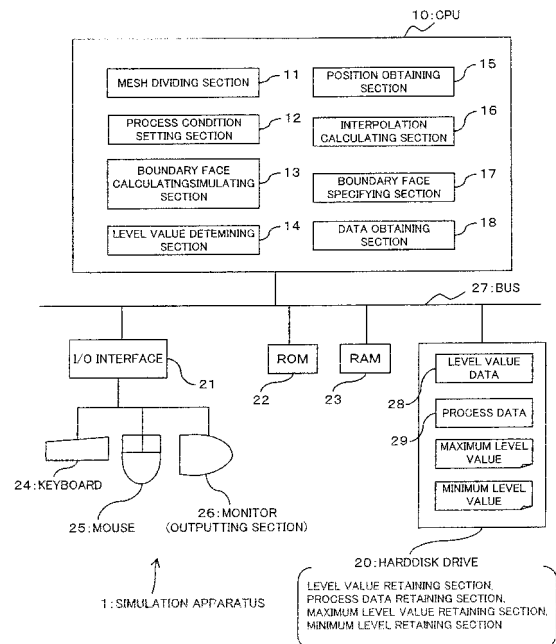 10:CPU
MESH DIVIDING SECTION
11
PROCESS CONDITION
SETTING SECTION
12
BOUNDARY FACE
CALCULATINGSIMULATING
SECTION
13
LEVEL VALUE DETEMINING
SECTION
14
POSITION OBTAINING
SECTION
15
INTERPOLATION
CALCULATING SECTION
16
BOUNDARY FACE
SPECIFYING SECTION
17
DATA OBTAINING
SECTION
18
27:BUS
I/O INTERFACE
21
ROM
22
RAM
23
LEVEL VALUE
DATA
28
PROCESS DATA
29
MAXIMUM LEVEL
VALUE
MINIMUM LEVEL
VALUE
24:KEYBOARD
25:MOUSE
26:MONITOR
(OUTPUTTING SECTION)
1:SIMULATION APPARATUS
20:HARDDISK DRIVE
LEVEL VALUE RETAINING SECTION,
PROCESS DATA RETAINING SECTION,
MAXIMUM LEVEL VALUE RETAINING SECTION,
MINIMUM LEVEL RETAINING SECTION